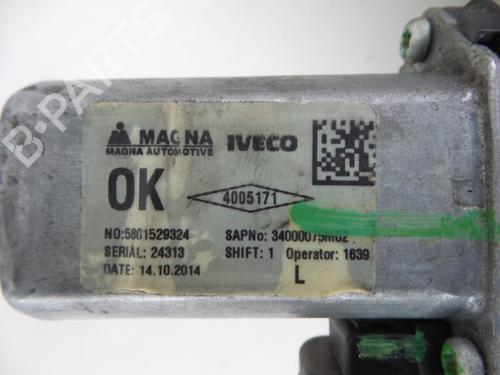 MAGNA IVECO
MAGNA AUTOMOTIVE
OK
4005171
NO:5801529324 SAPNo: 34000075M02
SERIAL: 24313 SHIFT: 1 Operator: 1639
DATE: 14.10.2014 L
B-PARTS